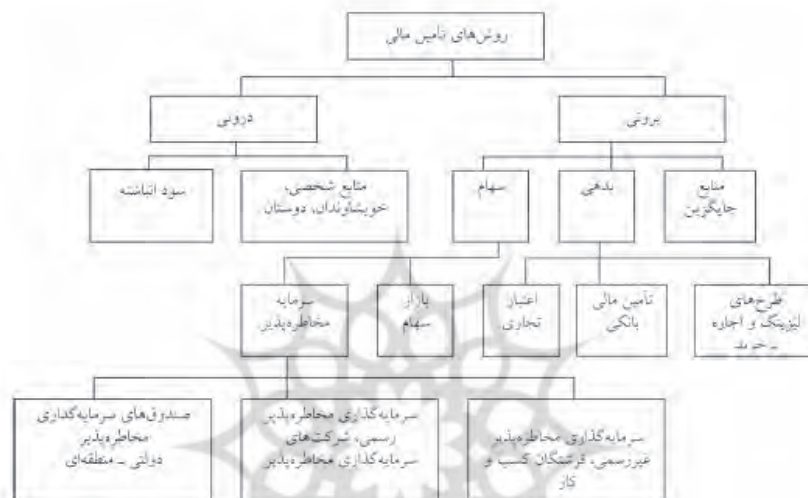 روش‌های تأمین مالی
برونی
درونی
منابع
جایگزین
بدهی
سهام
منابع شخصی،
خویشاوندان، دوستان
سود انباشته
طرح‌های
لیزینگ و اجاره
ـ خرید
تأمین مالی
بانکی
اعتبار
تجاری
بازار
سهام
سرمایه
مخاطره‌پذیر
سرمایه‌گذاری مخاطره‌پذیر
غیررسمی، فرشتگان کسب و
کار
سرمایه‌گذاری مخاطره‌پذیر
رسمی، شرکت‌های
سرمایه‌گذاری مخاطره‌پذیر
صندوق‌های سرمایه‌گذاری
مخاطره‌پذیر
دولتی ـ منطقه‌ای